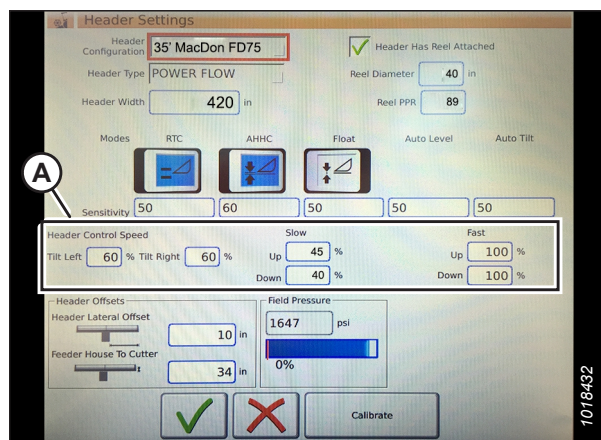 Header Settings
Header Configuration 35' MacDon FD75 Header Has Reel Attached
Header Type POWER FLOW Reel Diameter 40 in
Header Width 420 in Reel PPR 89
Modes RTC AHHC Float Auto Level Auto Tilt
A
Sensitivity 50 60 50 50 50
Header Control Speed Slow Fast
Tilt Left 60 % Tilt Right 60 % Up 45 % Up 100 %
Down 40 % Down 100 %
Header Offsets Field Pressure
Header Lateral Offset 1647 psi
10 in
Feeder House To Cutter 0%
34 in
Calibrate
1018432